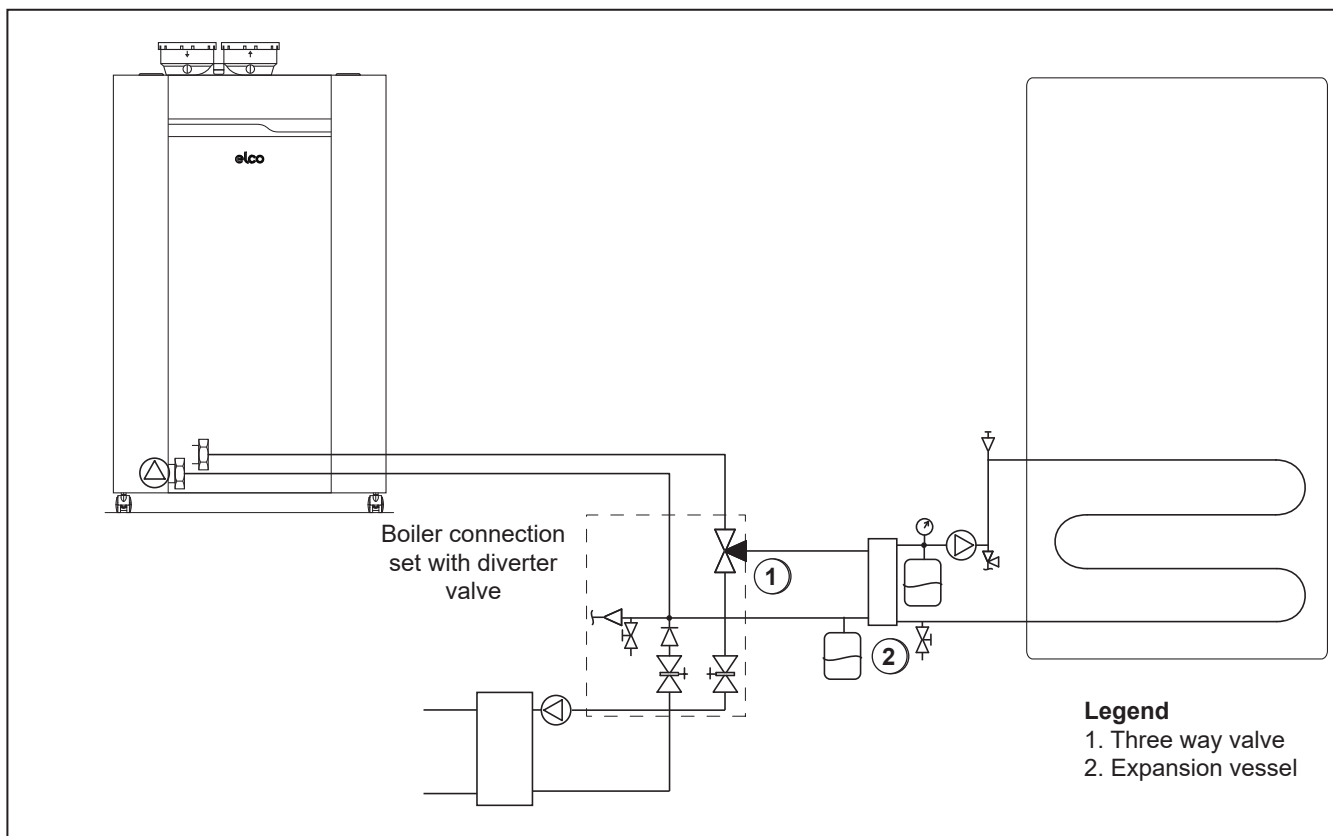 elco
Boiler connection
set with diverter
valve
1
2
Legend
1. Three way valve
2. Expansion vessel